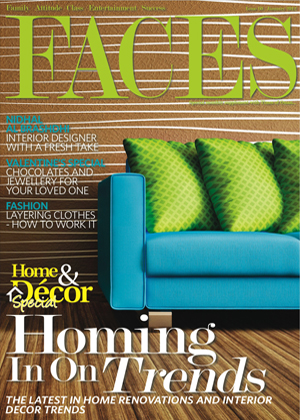 Family Attitude Class Entertainment Success
FACES
NIDHAL
INTERIOR DESIGNER
WITH A FRESH TAKE
VALENTINE'S SPECIAL
CHOCOLATES AND
JEWELLERY FOR
YOUR LOVED ONE
FASHION
LAYERING CLOTHES
- HOW TO WORK IT
Home &
Décor
Special
Homing
In On Trends
THE LATEST IN HOME RENOVATIONS AND INTERIOR
DECOR TRENDS